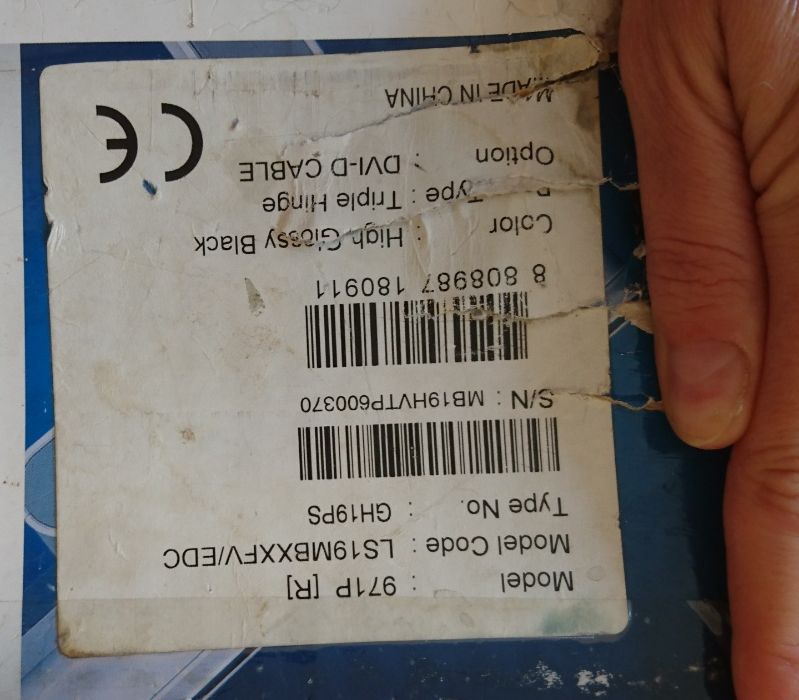 Model : 971P [R]
Model Code : LS19MBXXFV/EDC
Type No. : GH19PS
S/N : MB19HVTP600370
8 808987 180911
Color : High Glossy Black
Type : Triple Hinge
Option : DVI-D CABLE
MADE IN CHINA
CE